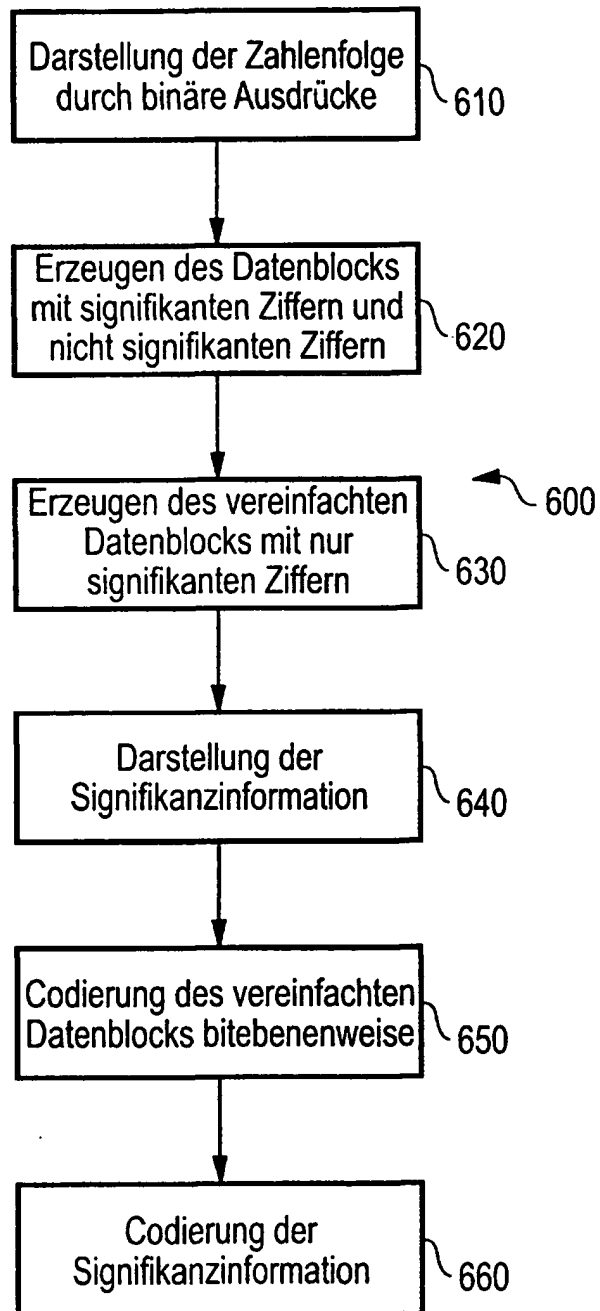 Darstellung der Zahlenfolge
durch binäre Ausdrücke
610
Erzeugen des Datenblocks
mit signifikanten Ziffern und
nicht signifikanten Ziffern
620
600
Erzeugen des vereinfachten
Datenblocks mit nur
signifikanten Ziffern
630
Darstellung der
Signifikanzinformation
640
Codierung des vereinfachten
Datenblocks bitebenenweise
650
Codierung der
Signifikanzinformation
660